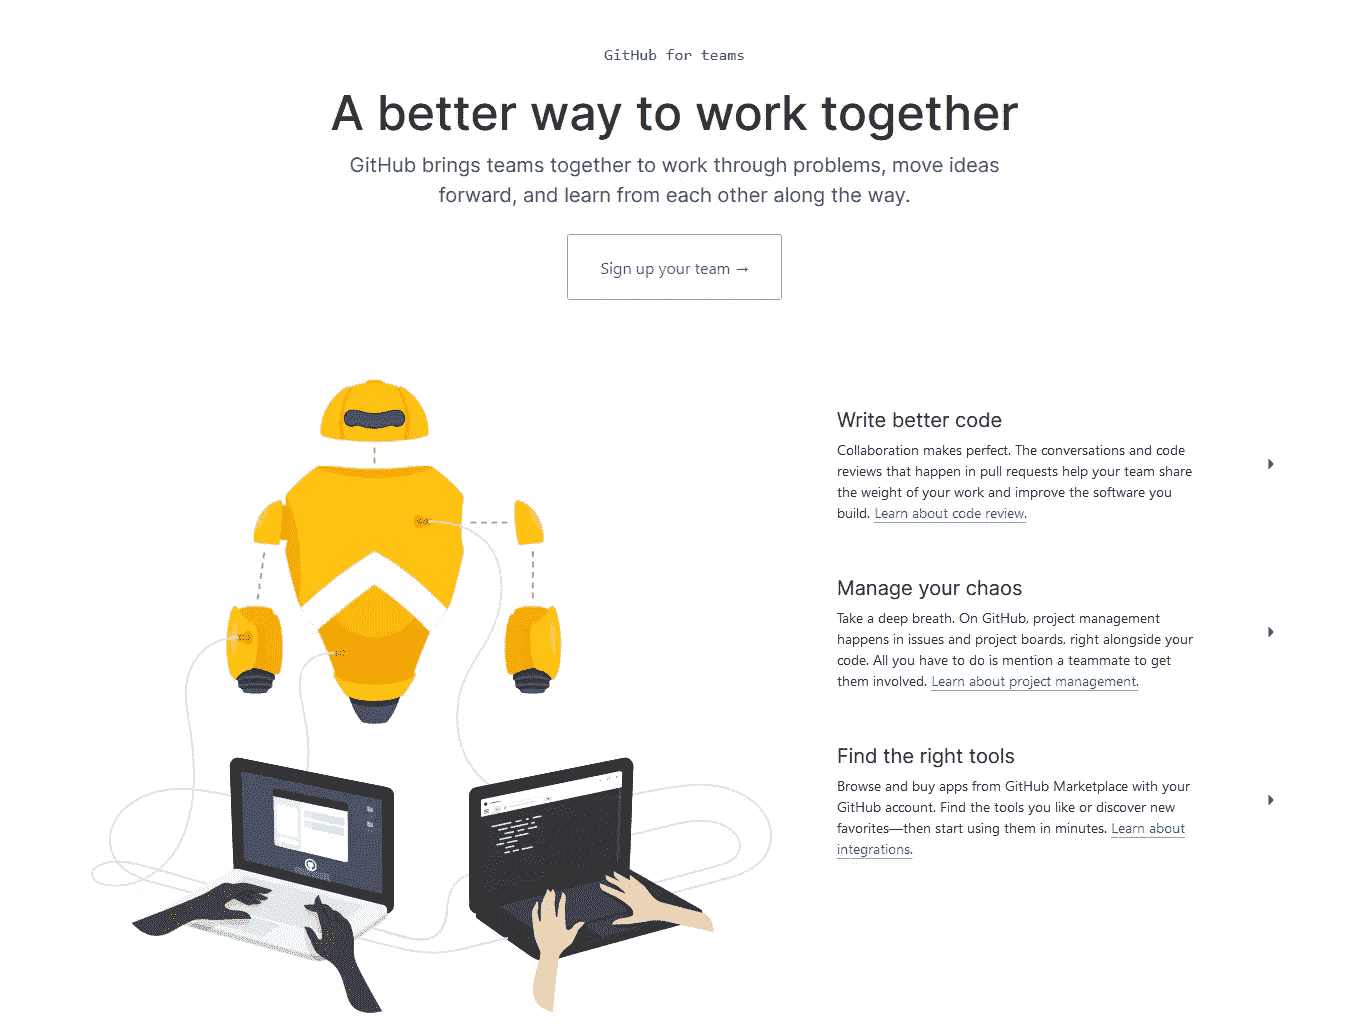 GitHub for teams
A better way to work together
GitHub brings teams together to work through problems, move ideas
forward, and learn from each other along the way.
Sign up your team →
Write better code
Collaboration makes perfect. The conversations and code
reviews that happen in pull requests help your team share
the weight of your work and improve the software you
build. Learn about code review.
Manage your chaos
Take a deep breath. On GitHub, project management
happens in issues and project boards, right alongside your
code. All you have to do is mention a teammate to get
them involved. Learn about project management.
Find the right tools
Browse and buy apps from GitHub Marketplace with your
GitHub account. Find the tools you like or discover new
favorites—then start using them in minutes. Learn about
integrations.